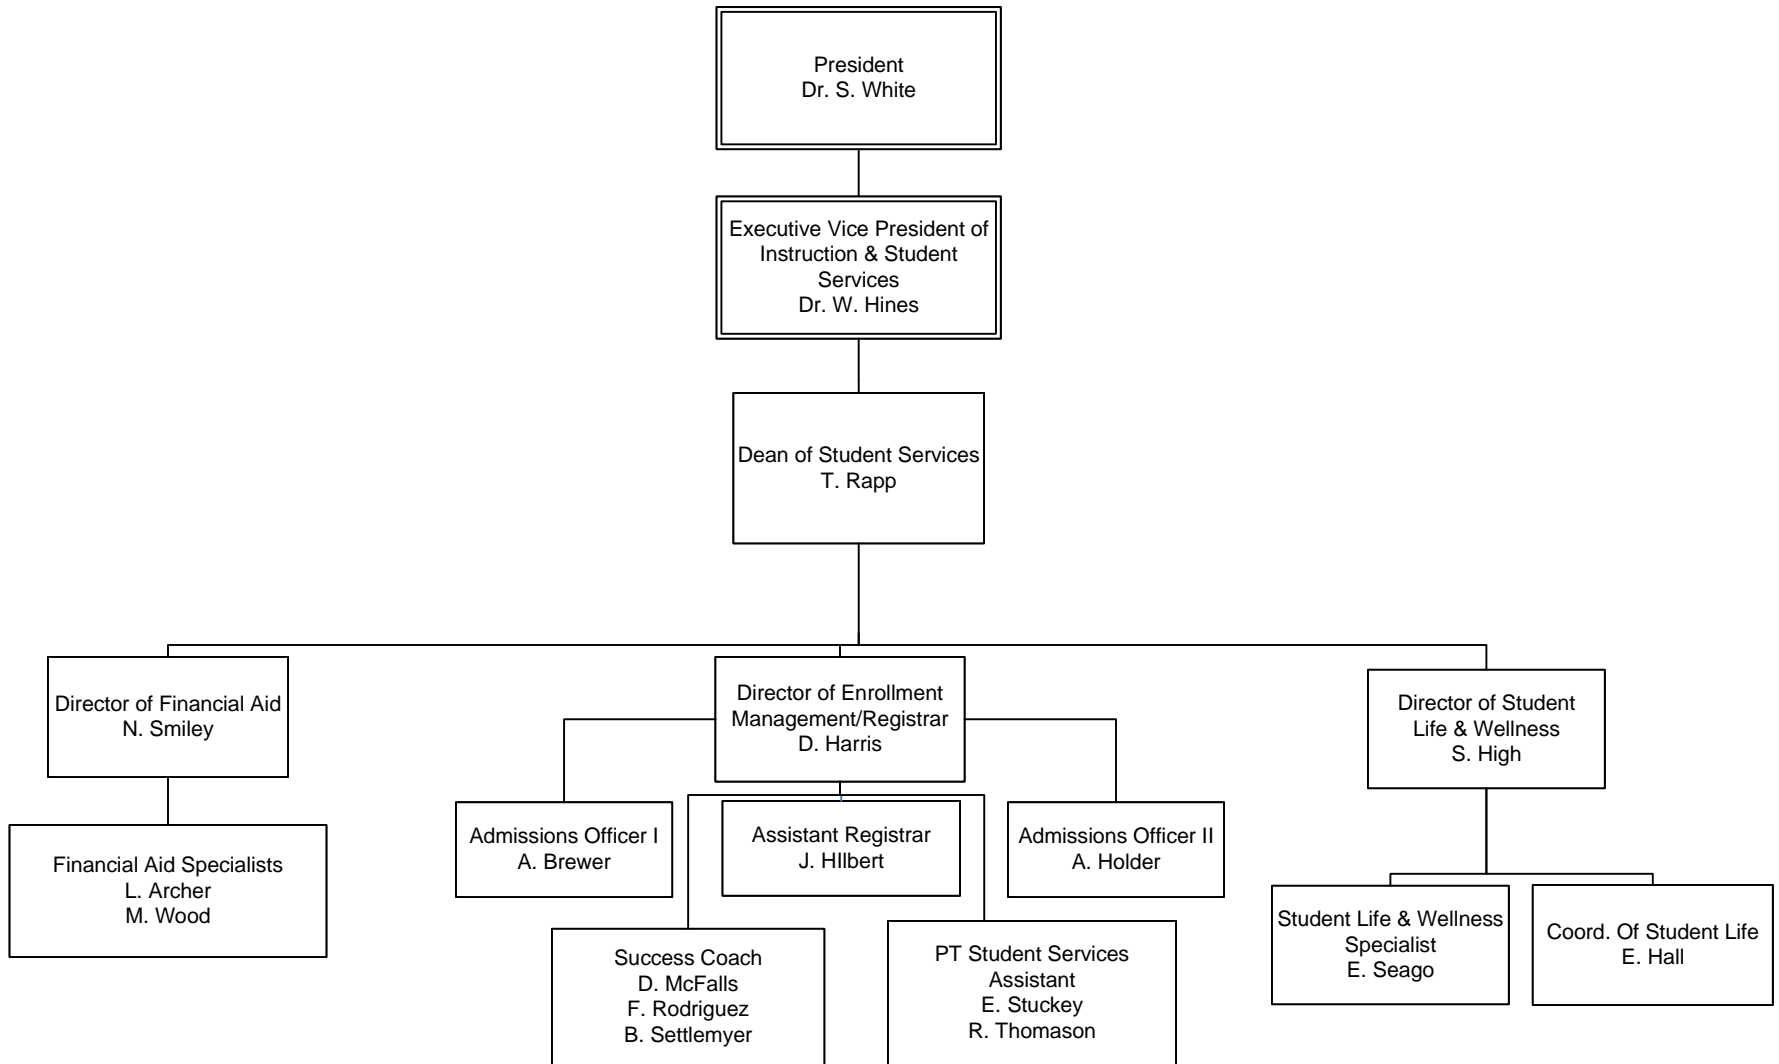 President
Dr. S. White
Executive Vice President of
Instruction & Student
Services
Dr. W. Hines
Dean of Student Services
T. Rapp
Director of Financial Aid
N. Smiley
Director of Enrollment
Management/Registrar
D. Harris
Director of Student
Life & Wellness
S. High
Financial Aid Specialists
L. Archer
M. Wood
Admissions Officer I
A. Brewer
Assistant Registrar
J. HIlbert
Admissions Officer II
A. Holder
Success Coach
D. McFalls
F. Rodriguez
B. Settlemyer
PT Student Services
Assistant
E. Stuckey
R. Thomason
Student Life & Wellness
Specialist
E. Seago
Coord. Of Student Life
E. Hall